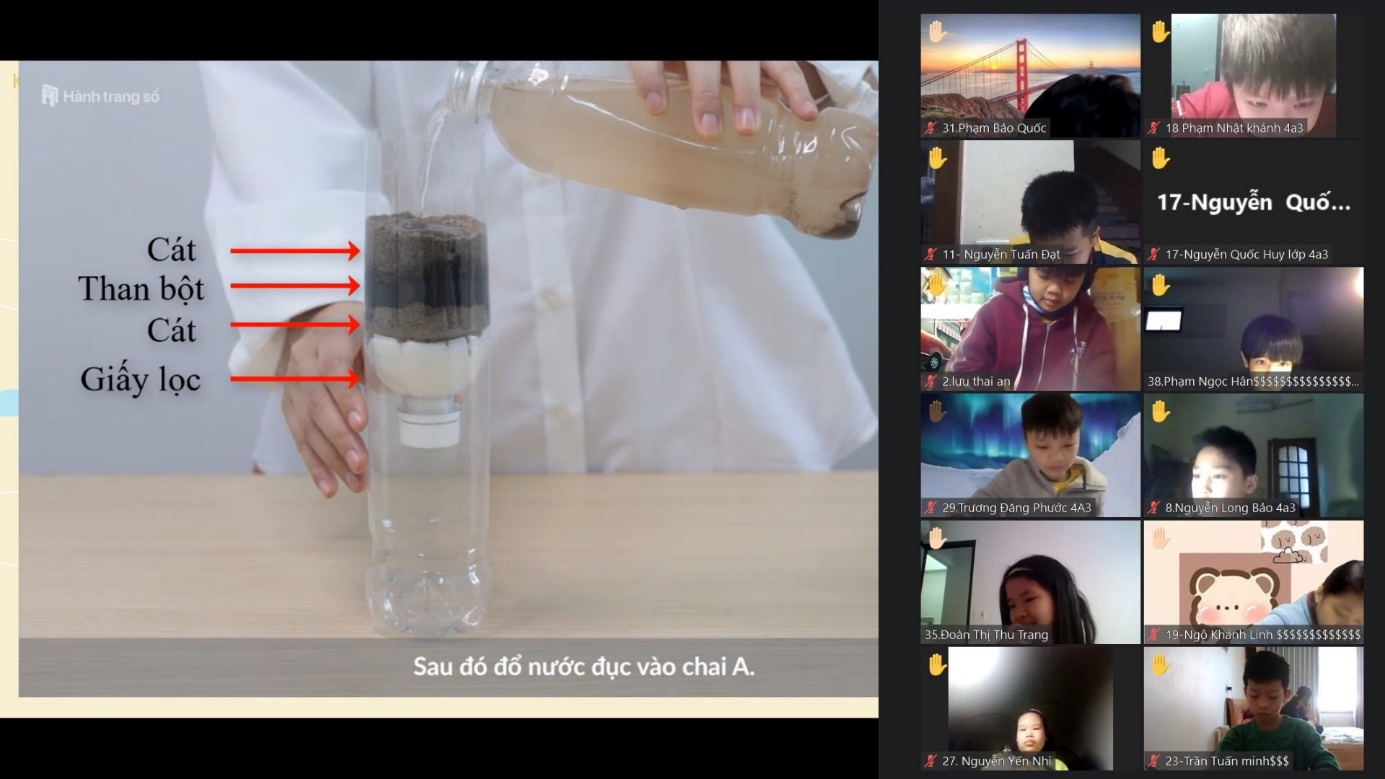 Hành trang số
Cát
Than bột
Cát
Giấy lọc
Sau đó đổ nước đục vào chai A.
31.Phạm Bảo Quốc
18 Phạm Nhật khánh 4a3
11- Nguyễn Tuấn Đạt
17-Nguyễn Quố...
17-Nguyễn Quốc Huy lớp 4a3
2.lưu thai an
38.Phạm Ngọc Hân$$$$$$$$$$$$$$$...
29.Trương Đăng Phước 4A3
8.Nguyễn Long Bảo 4a3
35.Đoàn Thị Thu Trang
19-Ngô Khánh Linh $$$$$$$$$$$$$
27. Nguyễn Yến Nhi
23-Trần Tuấn minh$$$